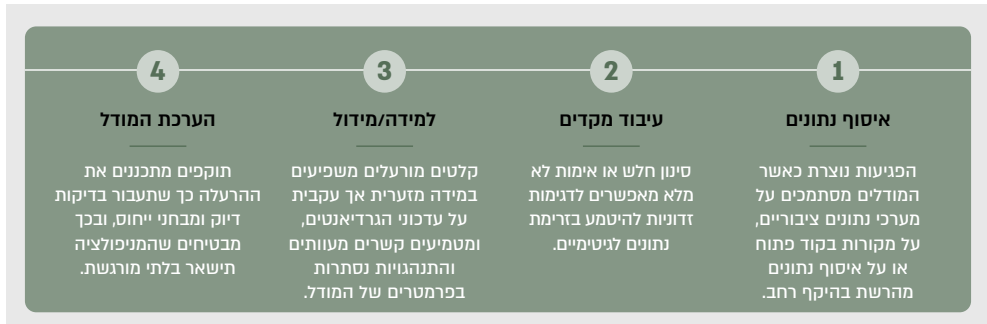 1
איסוף נתונים
הפגיעות נוצרת כאשר
המודלים מסתמכים על
מערכי נתונים ציבוריים,
על מקורות בקוד פתוח
או על איסוף נתונים
מהרשת בהיקף רחב.
2
עיבוד מקדים
סינון חלש או אימות לא
מלא מאפשרים לדגימות
זדוניות להיטמע בזרימת
נתונים לגיטימיים.
3
למידה/מידול
קלטים מורעלים משפיעים
במידה מזערית אך עקבית
על עדכוני הגרדיאנטים,
ומטמיעים קשרים מעוותים
והתנהגויות נסתרות
בפרמטרים של המודל.
4
הערכת המודל
תוקפים מתכננים את
ההרעלה כך שתעבור בדיקות
דיוק ומבחני ייחוס, ובכך
מבטיחים שהמניפולציה
תישאר בלתי מורגשת.